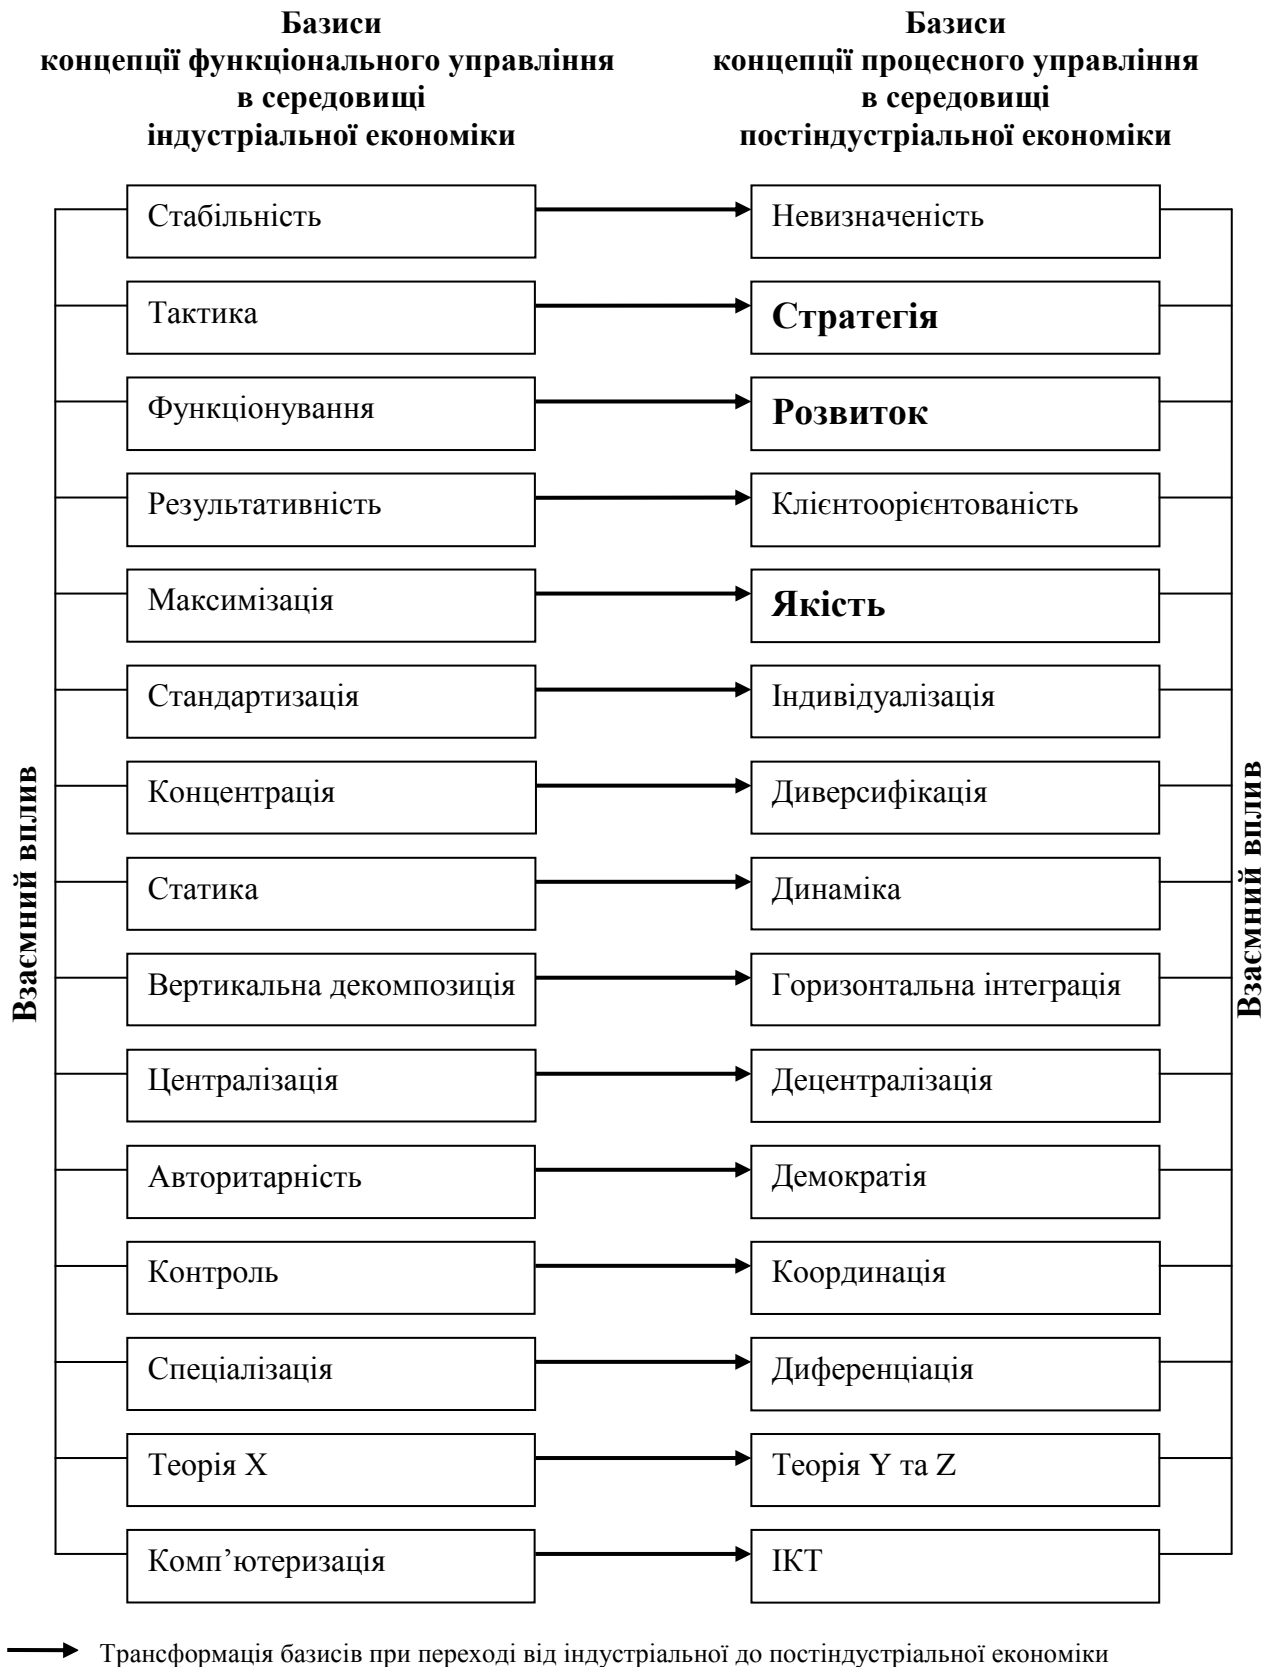 Базиси
концепції функціонального управління
в середовищі
індустріальної економіки
Базиси
концепції процесного управління
в середовищі
постіндустріальної економіки
Стабільність
Невизначеність
Тактика
Стратегія
Функціонування
Розвиток
Результативність
Клієнтоорієнтованість
Максимізація
Якість
Стандартизація
Індивідуалізація
Концентрація
Диверсифікація
Статика
Динаміка
Вертикальна декомпозиція
Горизонтальна інтеграція
Централізація
Децентралізація
Авторитарність
Демократія
Контроль
Координація
Спеціалізація
Диференціація
Теорія X
Теорія Y та Z
Комп’ютеризація
ІКТ
Взаємний вплив
Взаємний вплив
Трансформація базисів при переході від індустріальної до постіндустріальної економіки